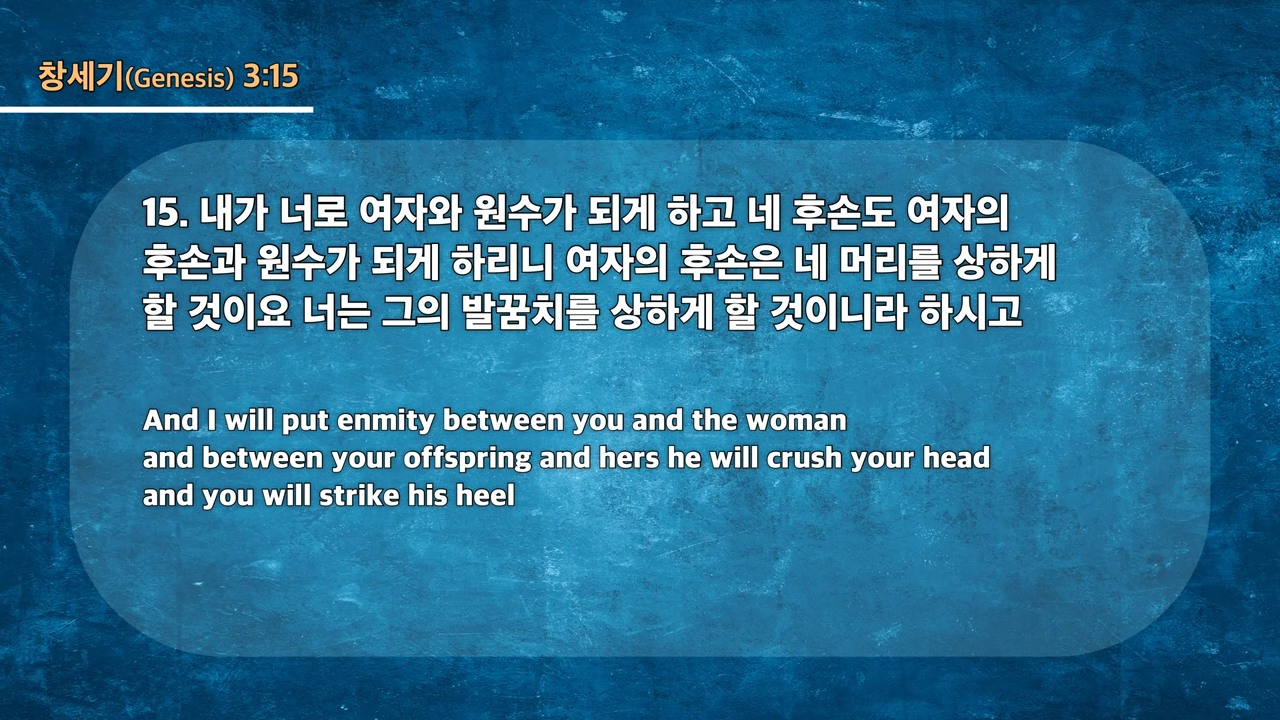 창세기(Genesis) 3:15
15. 내가 너로 여자와 원수가 되게 하고 네 후손도 여자의
후손과 원수가 되게 하리니 여자의 후손은 네 머리를 상하게
할 것이요 너는 그의 발꿈치를 상하게 할 것이니라 하시고
And I will put enmity between you and the woman
and between your offspring and hers he will crush your head
and you will strike his heel